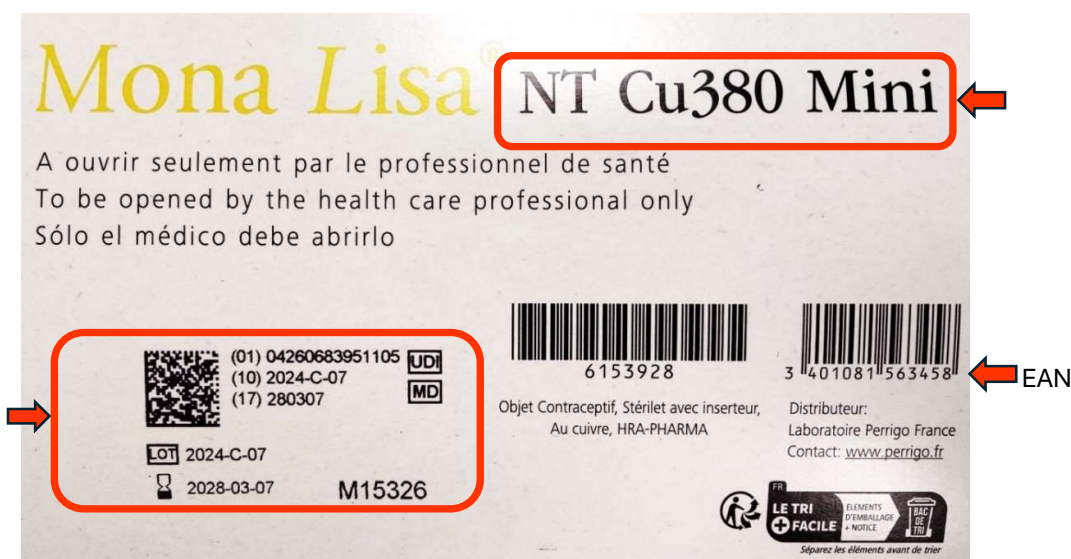 Mona Lisa® NT Cu380 Mini
A ouvrir seulement par le professionnel de santé
To be opened by the health care professional only
Sólo el médico debe abrirlo
(01) 04260683951105 UDI
(10) 2024-C-07 MD
(17) 280307
LOT 2024-C-07
2028-03-07 M15326
6153928
Objet Contraceptif, Stérilet avec inserteur,
Au cuivre, HRA-PHARMA
3 401081 563458
EAN
Distributeur:
Laboratoire Perrigo France
Contact: www.perrigo.fr
FR
LE TRI
+ FACILE
ÉLÉMENTS
D'EMBALLAGE
+ NOTICE
BAC
DE
TRI
Séparez les éléments avant de trier